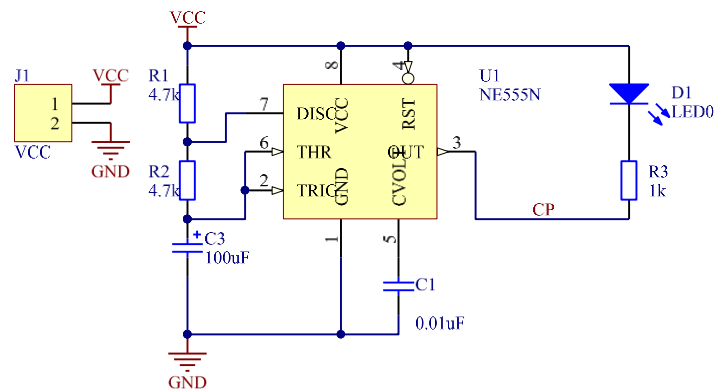 VCC
J1
VCC
1
2
GND
VCC
R1
4.7k
R2
4.7k
C3
+
100uF
GND
7
DISC
6
THR
2
TRIG
8
VCC
4
RST
U1
NE555N
OUT
3
CVOLT
GND
1
5
C1
0.01uF
D1
LED0
R3
1k
CP